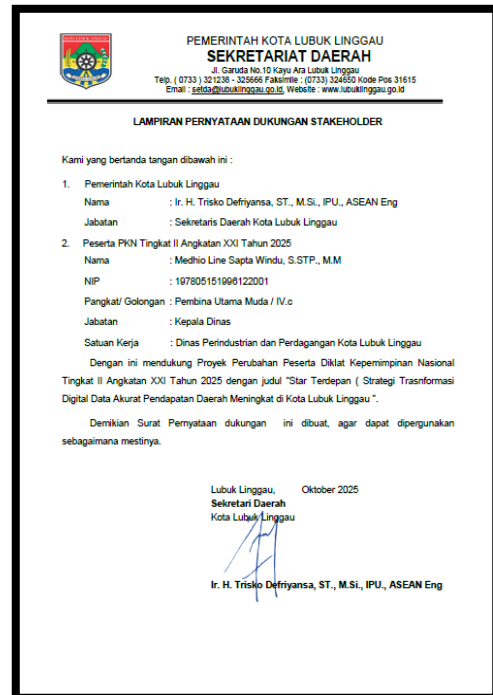 PEMERINTAH KOTA LUBUK LINGGAU
SEKRETARIAT DAERAH
Jl. Garuda No.10 Kayu Ara Lubuk Linggau
Telp. ( 0733 ) 321238 - 325666 Faksimile : (0733) 324650 Kode Pos 31615
Email : setda@lubuklinggau.go.id, Website : www.lubuklinggau.go.id
LAMPIRAN PERNYATAAN DUKUNGAN STAKEHOLDER
Kami yang bertanda tangan dibawah ini :
1. Pemerintah Kota Lubuk Linggau
Nama : Ir. H. Trisko Defriyansa, ST., M.Si., IPU., ASEAN Eng
Jabatan : Sekretaris Daerah Kota Lubuk Linggau
2. Peserta PKN Tingkat II Angkatan XXI Tahun 2025
Nama : Medhio Line Sapta Windu, S.STP., M.M
NIP : 197805151996122001
Pangkat/ Golongan : Pembina Utama Muda / IV.c
Jabatan : Kepala Dinas
Satuan Kerja : Dinas Perindustrian dan Perdagangan Kota Lubuk Linggau
Dengan ini mendukung Proyek Perubahan Peserta Diklat Kepemimpinan Nasional
Tingkat II Angkatan XXI Tahun 2025 dengan judul "Star Terdepan ( Strategi Trasnformasi
Digital Data Akurat Pendapatan Daerah Meningkat di Kota Lubuk Linggau ".
Demikian Surat Pernyataan dukungan ini dibuat, agar dapat dipergunakan
sebagaimana mestinya.
Lubuk Linggau, Oktober 2025
Sekretari Daerah
Kota Lubuk Linggau
Ir. H. Trisko Defriyansa, ST., M.Si., IPU., ASEAN Eng